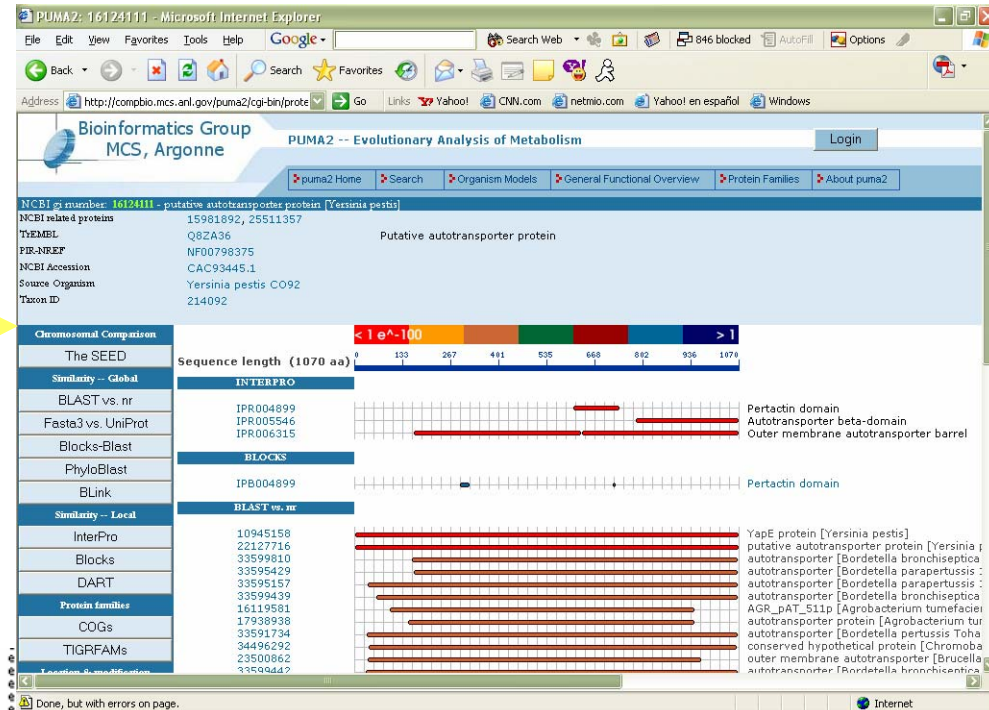 PUMA2: 16124111 - Microsoft Internet Explorer
File Edit View Favorites Tools Help Google Search Web 846 blocked AutoFill Options
Back Search Favorites
Address http://compbio.mcs.anl.gov/puma2/cgi-bin/prote Go Links Yahoo! CNN.com netmio.com Yahoo! en español Windows
Bioinformatics Group
MCS, Argonne
PUMA2 -- Evolutionary Analysis of Metabolism
Login
puma2 Home Search Organism Models General Functional Overview Protein Families About puma2
NCBI gi number: 16124111 - putative autotransporter protein [Yersinia pestis]
NCBI related proteins 15981892, 25511357
TrEMBL Q8ZA36 Putative autotransporter protein
PIR-NREF NF00798375
NCBI Accession CAC93445.1
Source Organism Yersinia pestis CO92
Taxon ID 214092
Chromosomal Comparison
The SEED
Similarity -- Global
BLAST vs. nr
Fasta3 vs. UniProt
Blocks-Blast
PhyloBlast
BLink
Similarity -- Local
InterPro
Blocks
DART
Protein families
COGs
TIGRFAMs
Location & modification
< 1 e^-100 > 1
Sequence length (1070 aa) 0 133 267 401 535 668 802 936 1070
INTERPRO
IPR004899 Pertactin domain
IPR005546 Autotransporter beta-domain
IPR006315 Outer membrane autotransporter barrel
BLOCKS
IPB004899 Pertactin domain
BLAST vs. nr
10945158 YapE protein [Yersinia pestis]
22127716 putative autotransporter protein [Yersinia p
33599810 autotransporter [Bordetella bronchiseptica
33595429 autotransporter [Bordetella parapertussis
33595157 autotransporter [Bordetella parapertussis
33599439 autotransporter [Bordetella bronchiseptica
16119581 AGR_pAT_511p [Agrobacterium tumefacien
17938938 autotransporter protein [Agrobacterium tum
33591734 autotransporter [Bordetella pertussis Toha
34496292 conserved hypothetical protein [Chromoba
23500862 outer membrane autotransporter [Brucella
33599442 autotransporter [Bordetella bronchiseptica
Done, but with errors on page. Internet